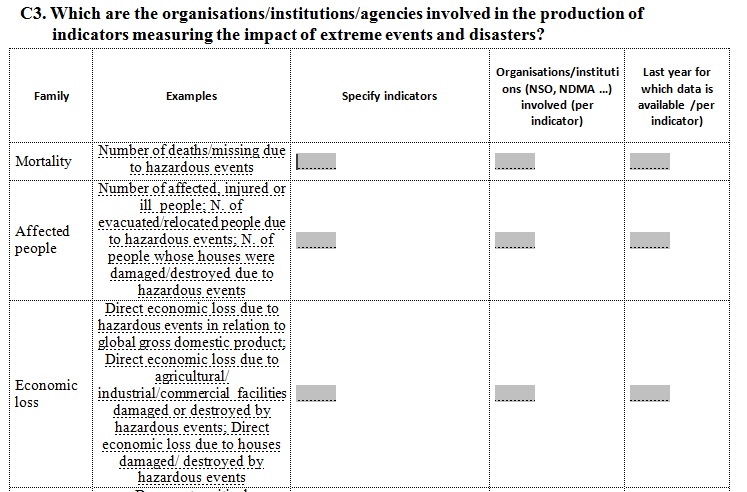 C3. Which are the organisations/institutions/agencies involved in the production of
indicators measuring the impact of extreme events and disasters?
Family
Examples
Specify indicators
Organisations/instituti
ons (NSO, NDMA ...)
involved (per
indicator)
Last year for
which data is
available /per
indicator)
Mortality
Number of deaths/missing due
to hazardous events
Affected
people
Number of affected, injured or
ill people; N. of
evacuated/relocated people due
to hazardous events; N. of
people whose houses were
damaged/destroyed due to
hazardous events
Economic
loss
Direct economic loss due to
hazardous events in relation to
global gross domestic product;
Direct economic loss due to
agricultural/
industrial/commercial facilities
damaged or destroyed by
hazardous events; Direct
economic loss due to houses
damaged/ destroyed by
hazardous events